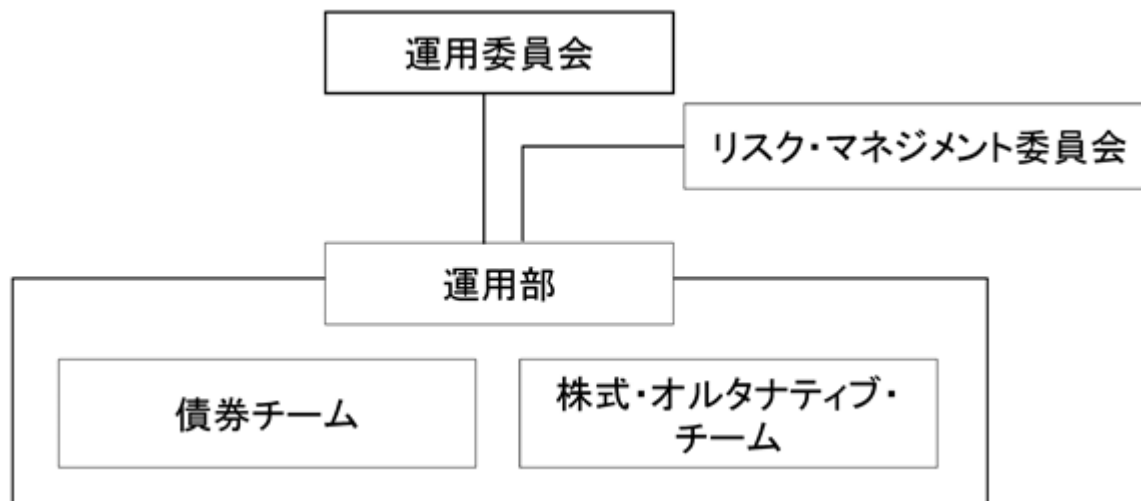 運用委員会
リスク・マネジメント委員会
運用部
債券チーム
株式・オルタナティブ・
チーム